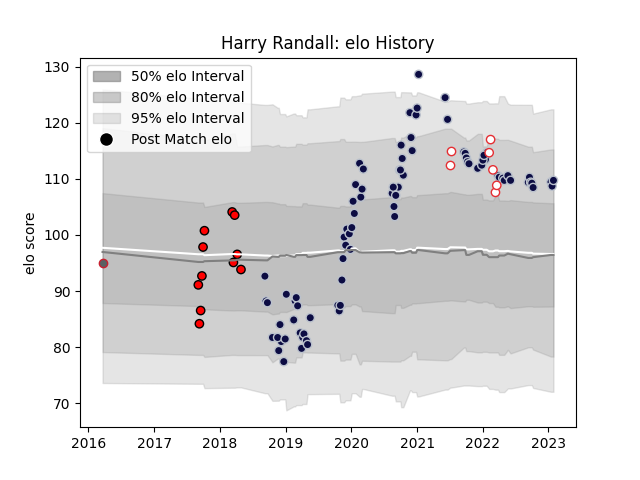 Harry Randall: elo History
50% elo Interval
80% elo Interval
95% elo Interval
Post Match elo
elo score
130
120
110
100
90
80
70
2016 2017 2018 2019 2020 2021 2022 2023